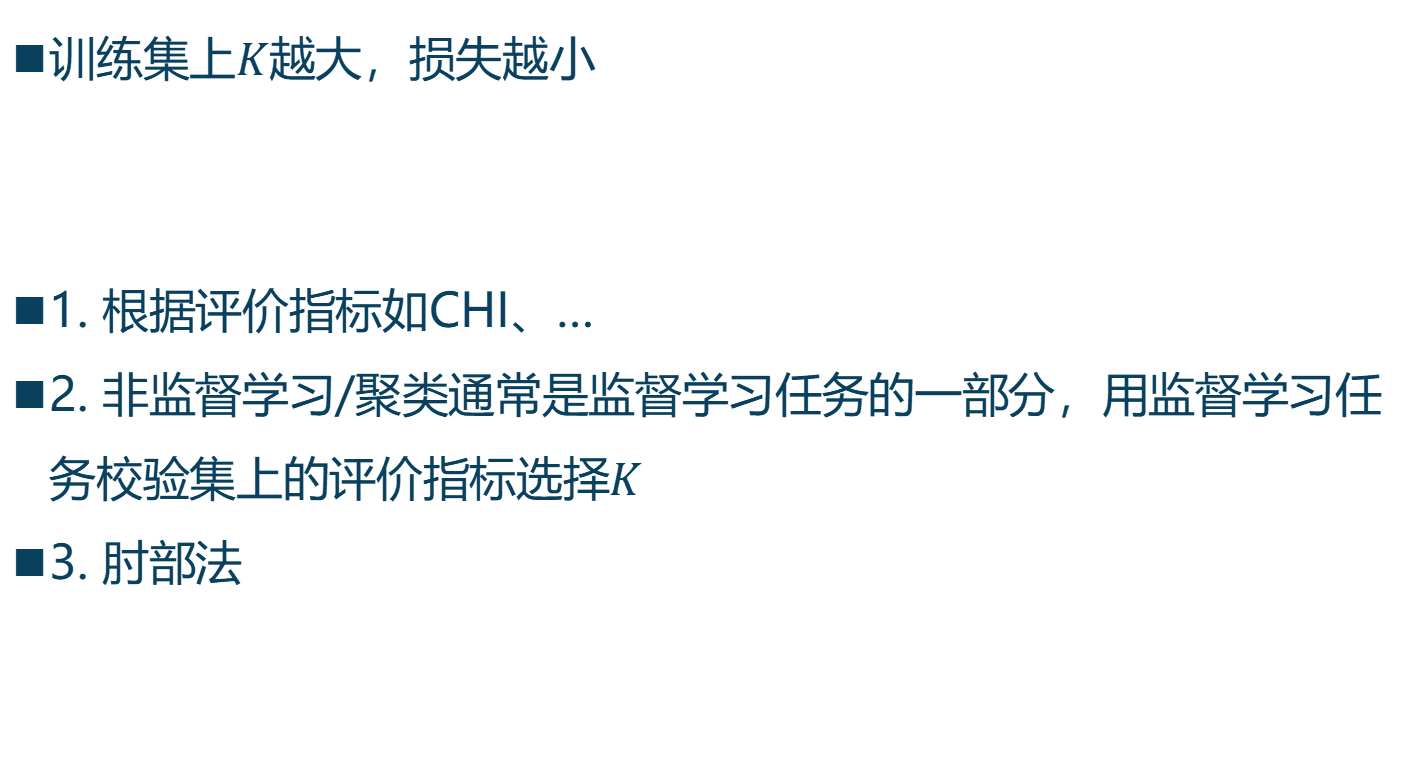 ■训练集上K越大，损失越小
■1. 根据评价指标如CHI、…
■2. 非监督学习/聚类通常是监督学习任务的一部分，用监督学习任
务校验集上的评价指标选择K
■3. 肘部法